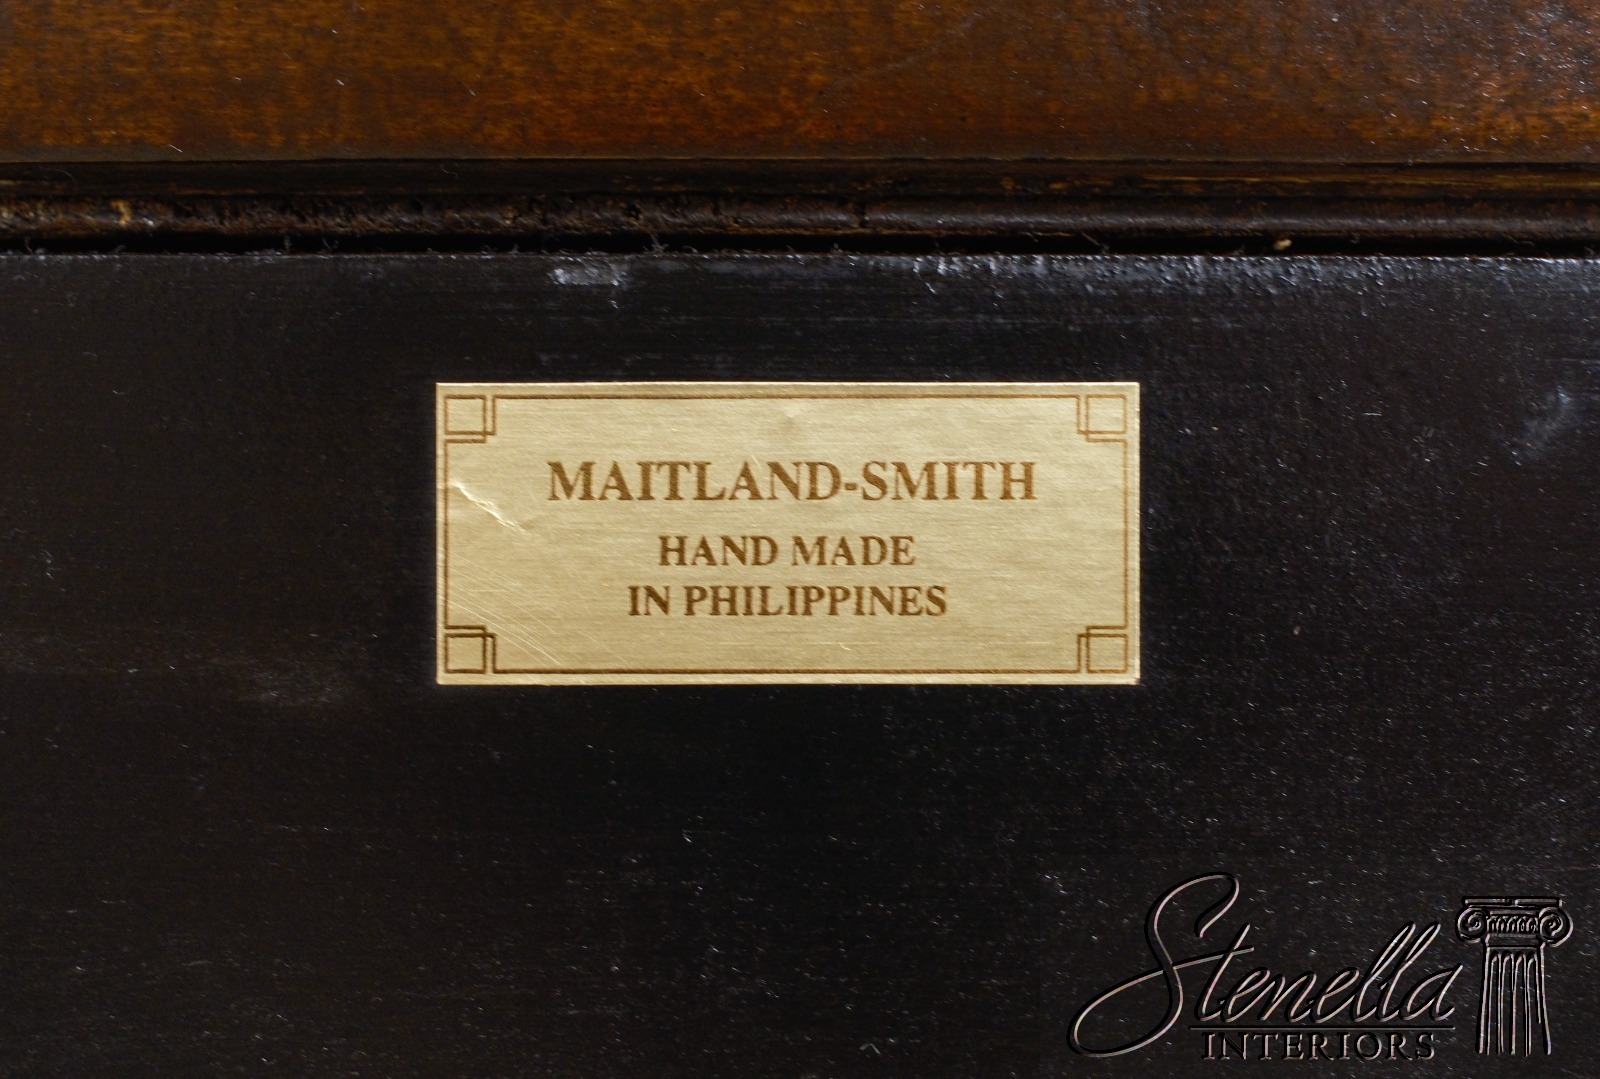 MAITLAND-SMITH
HAND MADE
IN PHILIPPINES
Stenella
INTERIORS